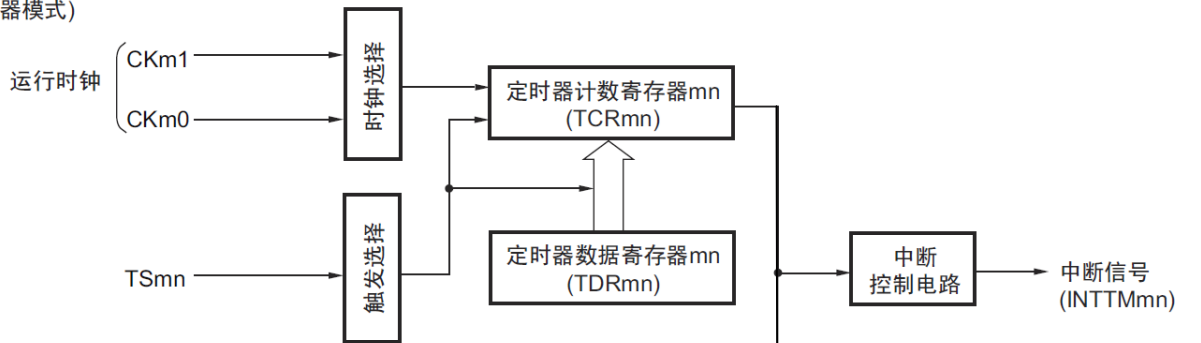 器模式)
运行时钟
CKm1
CKm0
时钟选择
定时器计数寄存器mn
(TCRmn)
TSmn
触发选择
定时器数据寄存器mn
(TDRmn)
中断
控制电路
中断信号
(INTTMmn)